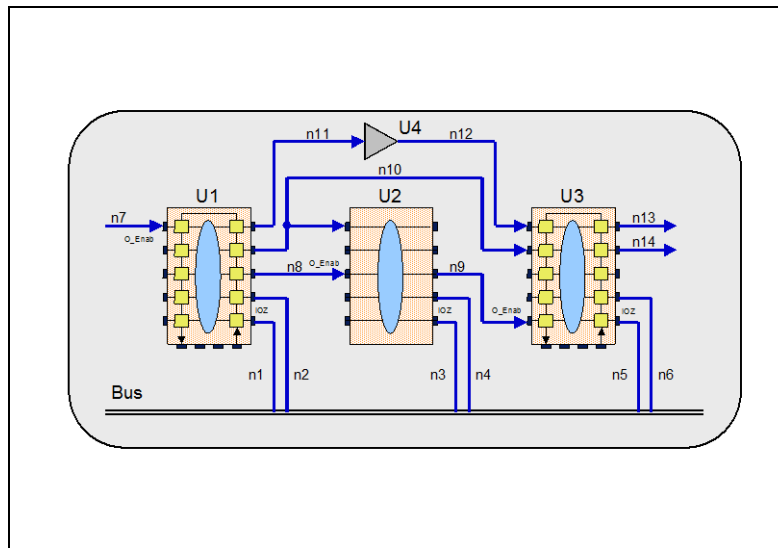 U4
n11
n12
n10
U1
U2
U3
n7
O_Enab
n8
O_Enab
n9
n13
n14
IOZ
IOZ
O_Enab
IOZ
n1
n2
n3
n4
n5
n6
Bus